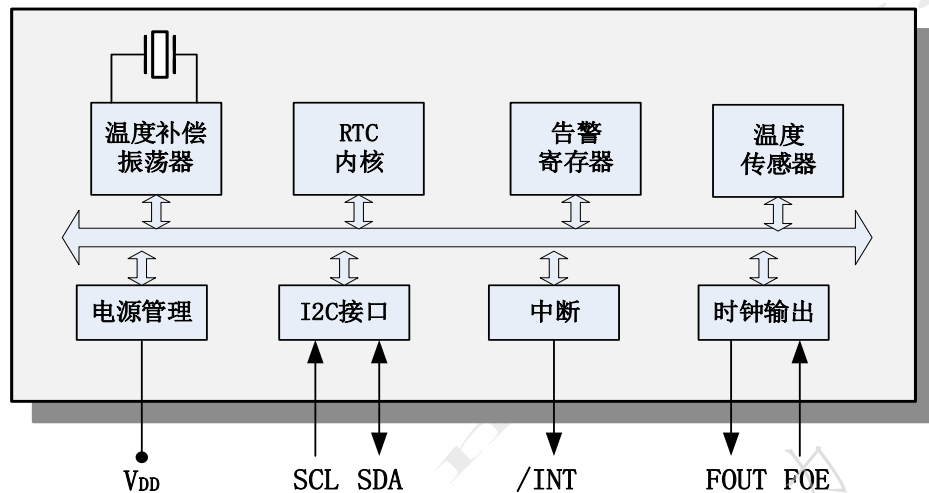 温度补偿
振荡器
RTC
内核
告警
寄存器
温度
传感器
电源管理
I2C接口
中断
时钟输出
VDD
SCL SDA
/INT
FOUT FOE